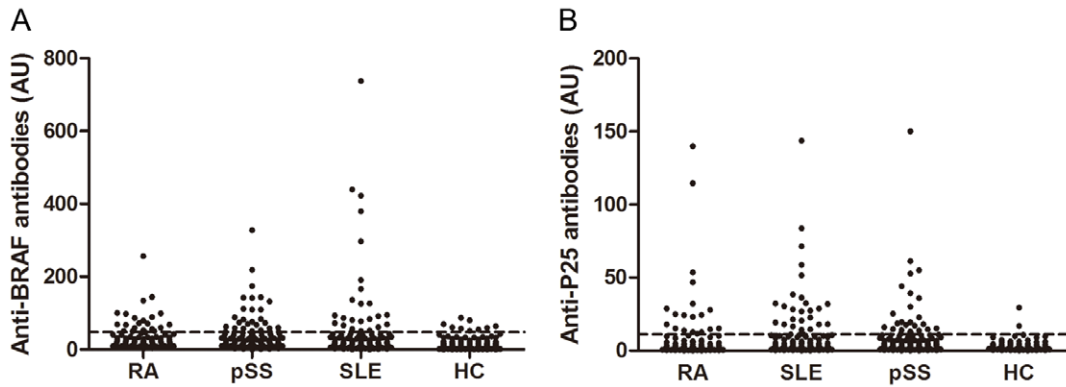 A
Anti-BRAF antibodies (AU)
800
600
400
200
0
RA pSS SLE HC
B
Anti-P25 antibodies (AU)
200
150
100
50
0
RA SLE pSS HC